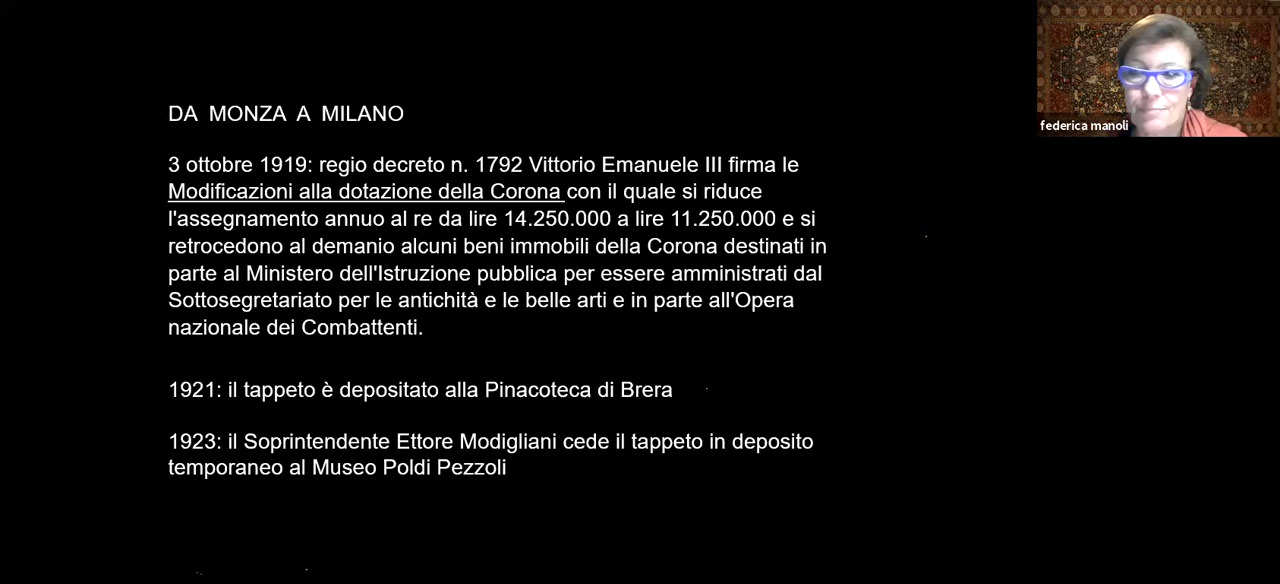 DA MONZA A MILANO
3 ottobre 1919: regio decreto n. 1792 Vittorio Emanuele III firma le
Modificazioni alla dotazione della Corona con il quale si riduce
l'assegnamento annuo al re da lire 14.250.000 a lire 11.250.000 e si
retrocedono al demanio alcuni beni immobili della Corona destinati in
parte al Ministero dell'Istruzione pubblica per essere amministrati dal
Sottosegretariato per le antichità e le belle arti e in parte all'Opera
nazionale dei Combattenti.
1921: il tappeto è depositato alla Pinacoteca di Brera
1923: il Soprintendente Ettore Modigliani cede il tappeto in deposito
temporaneo al Museo Poldi Pezzoli
federica manoli